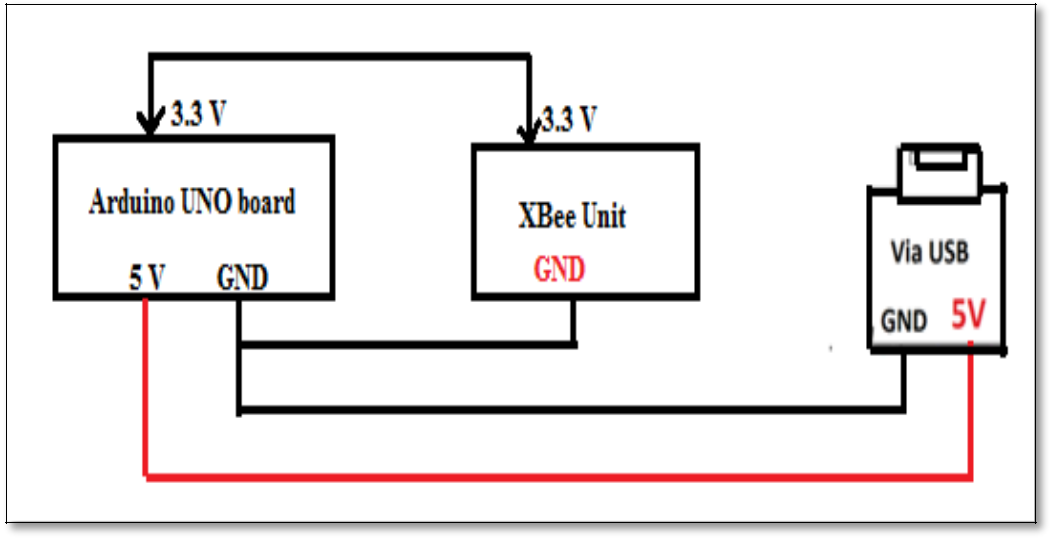 3.3 V
3.3 V
Arduino UNO board
5 V GND
XBee Unit
GND
Via USB
GND 5V